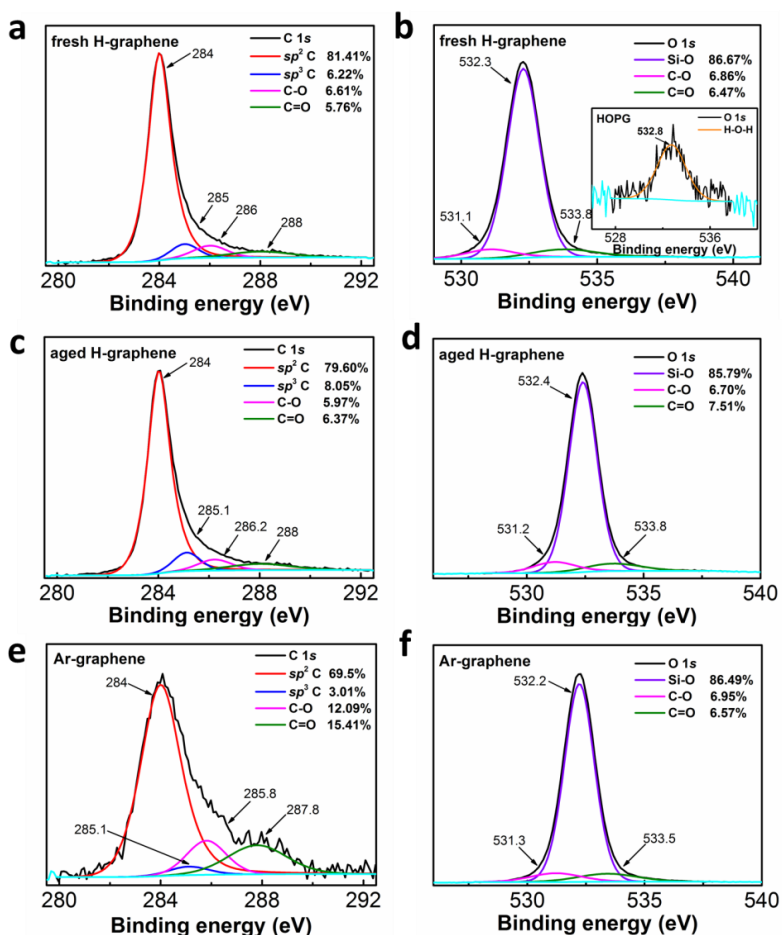 a
fresh H-graphene
284
C 1s
sp² C 81.41%
sp³ C 6.22%
C-O 6.61%
C=O 5.76%
285
286
288
280 284 288 292
Binding energy (eV)
b
fresh H-graphene
532.3
O 1s
Si-O 86.67%
C-O 6.86%
C=O 6.47%
HOPG
532.8
O 1s
H-O-H
528 536
Binding energy (eV)
531.1
533.8
530 535 540
Binding energy (eV)
c
aged H-graphene
284
C 1s
sp² C 79.60%
sp³ C 8.05%
C-O 5.97%
C=O 6.37%
285.1
286.2
288
280 284 288 292
Binding energy (eV)
d
aged H-graphene
532.4
O 1s
Si-O 85.79%
C-O 6.70%
C=O 7.51%
531.2
533.8
530 535 540
Binding energy (eV)
e
Ar-graphene
284
C 1s
sp² C 69.5%
sp³ C 3.01%
C-O 12.09%
C=O 15.41%
285.8
287.8
285.1
280 284 288 292
Binding energy (eV)
f
Ar-graphene
532.2
O 1s
Si-O 86.49%
C-O 6.95%
C=O 6.57%
531.3
533.5
530 535 540
Binding energy (eV)